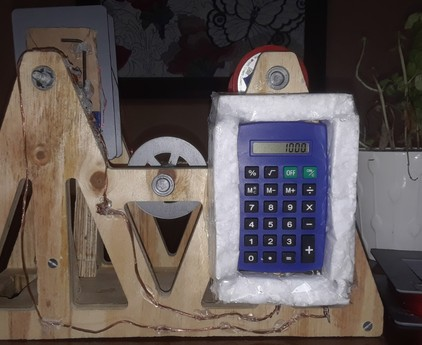 1000
% √ OFF
M̄ M- M+ ÷
7 8 9 ×
4 5 6 −
1 2 3 +
0 • =